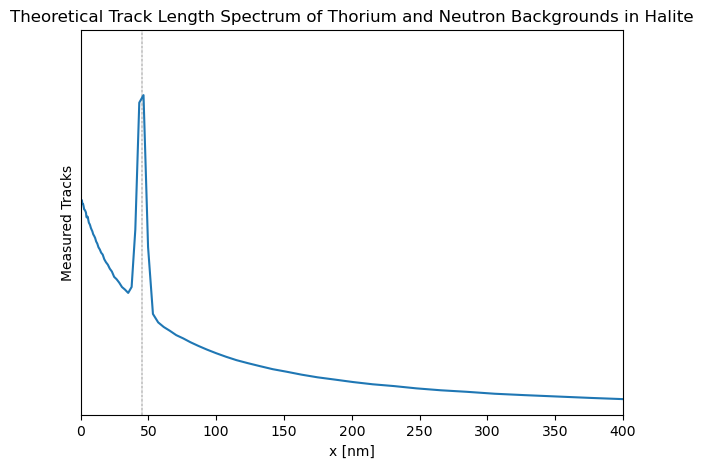 Theoretical Track Length Spectrum of Thorium and Neutron Backgrounds in Halite
Measured Tracks
0 50 100 150 200 250 300 350 400
x [nm]